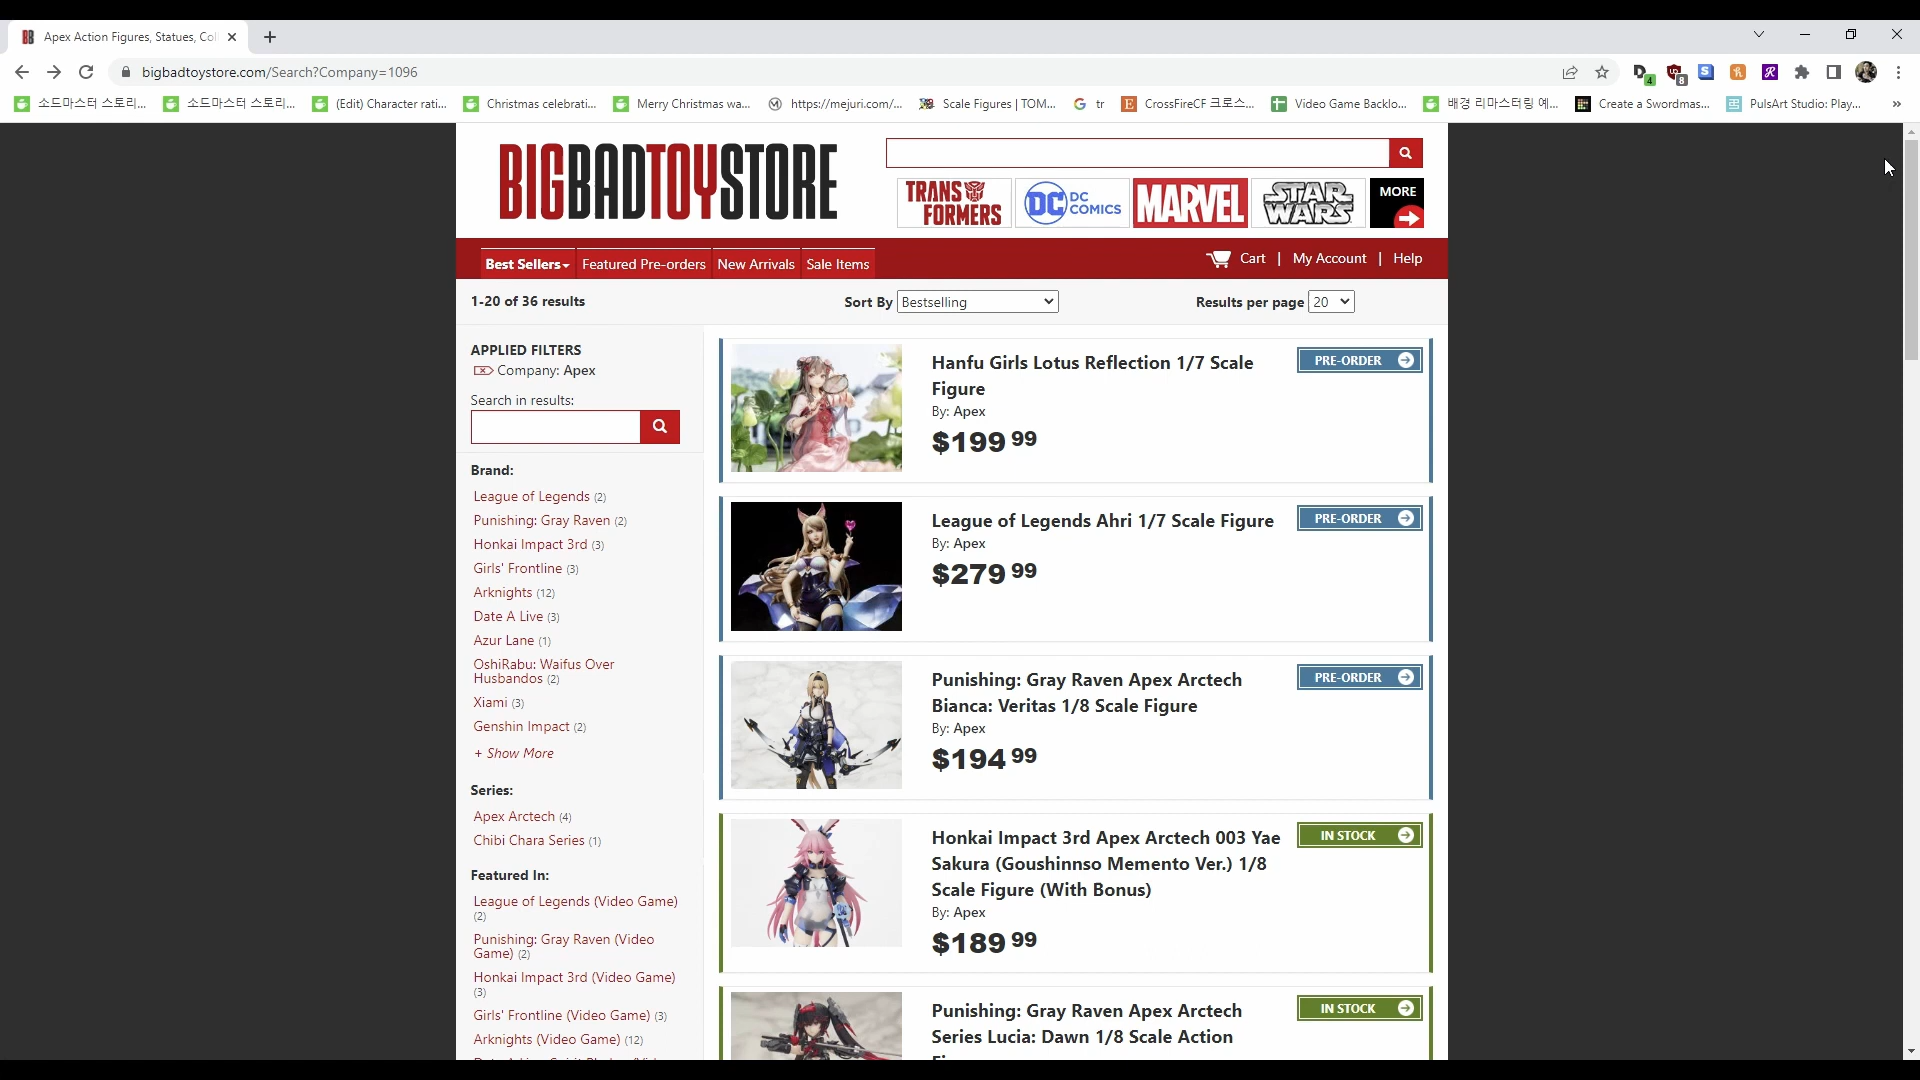 Apex Action Figures, Statues, Col
bigbadtoystore.com/Search?Company=1096
4
8
소드마스터 스토리...
소드마스터 스토리...
(Edit) Character rati...
Christmas celebrati...
Merry Christmas wa...
https://mejuri.com/...
Scale Figures | TOM...
tr
CrossFireCF 크로스...
Video Game Backlo...
배경 리마스터링 예...
Create a Swordmas...
PulsArt Studio: Play...
BIGBADTOYSTORE
TRANSFORMERS
DC DC COMICS
MARVEL
STAR WARS
MORE
Best Sellers
Featured Pre-orders
New Arrivals
Sale Items
Cart | My Account | Help
1-20 of 36 results
Sort By Bestselling
Results per page 20
APPLIED FILTERS
Company: Apex
Search in results:
Brand:
League of Legends (2)
Punishing: Gray Raven (2)
Honkai Impact 3rd (3)
Girls' Frontline (3)
Arknights (12)
Date A Live (3)
Azur Lane (1)
OshiRabu: Waifus Over
Husbandos (2)
Xiami (3)
Genshin Impact (2)
+ Show More
Series:
Apex Arctech (4)
Chibi Chara Series (1)
Featured In:
League of Legends (Video Game)
(2)
Punishing: Gray Raven (Video
Game) (2)
Honkai Impact 3rd (Video Game)
(3)
Girls' Frontline (Video Game) (3)
Arknights (Video Game) (12)
Hanfu Girls Lotus Reflection 1/7 Scale
Figure
By: Apex
$199 99
PRE-ORDER
League of Legends Ahri 1/7 Scale Figure
By: Apex
$279 99
PRE-ORDER
Punishing: Gray Raven Apex Arctech
Bianca: Veritas 1/8 Scale Figure
By: Apex
$194 99
PRE-ORDER
Honkai Impact 3rd Apex Arctech 003 Yae
Sakura (Goushinnso Memento Ver.) 1/8
Scale Figure (With Bonus)
By: Apex
$189 99
IN STOCK
Punishing: Gray Raven Apex Arctech
Series Lucia: Dawn 1/8 Scale Action
IN STOCK